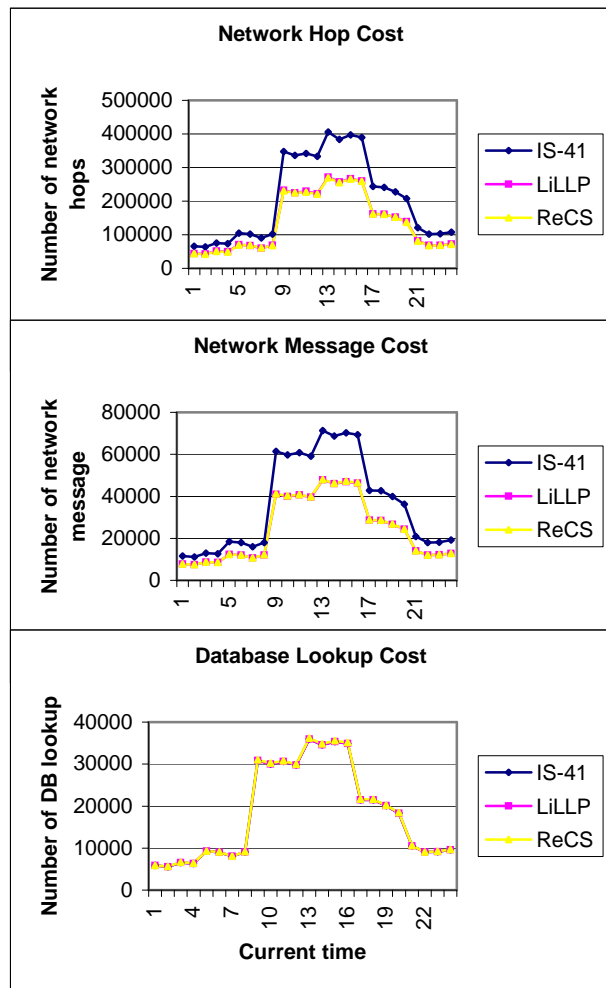 Network Hop Cost
Number of network
hops
500000
400000
300000
200000
100000
0
1
5
9
13
17
21
IS-41
LiLLP
ReCS
Network Message Cost
Number of network
message
80000
60000
40000
20000
0
1
5
9
13
17
21
IS-41
LiLLP
ReCS
Database Lookup Cost
Number of DB lookup
40000
30000
20000
10000
0
1
4
7
10
13
16
19
22
Current time
IS-41
LiLLP
ReCS